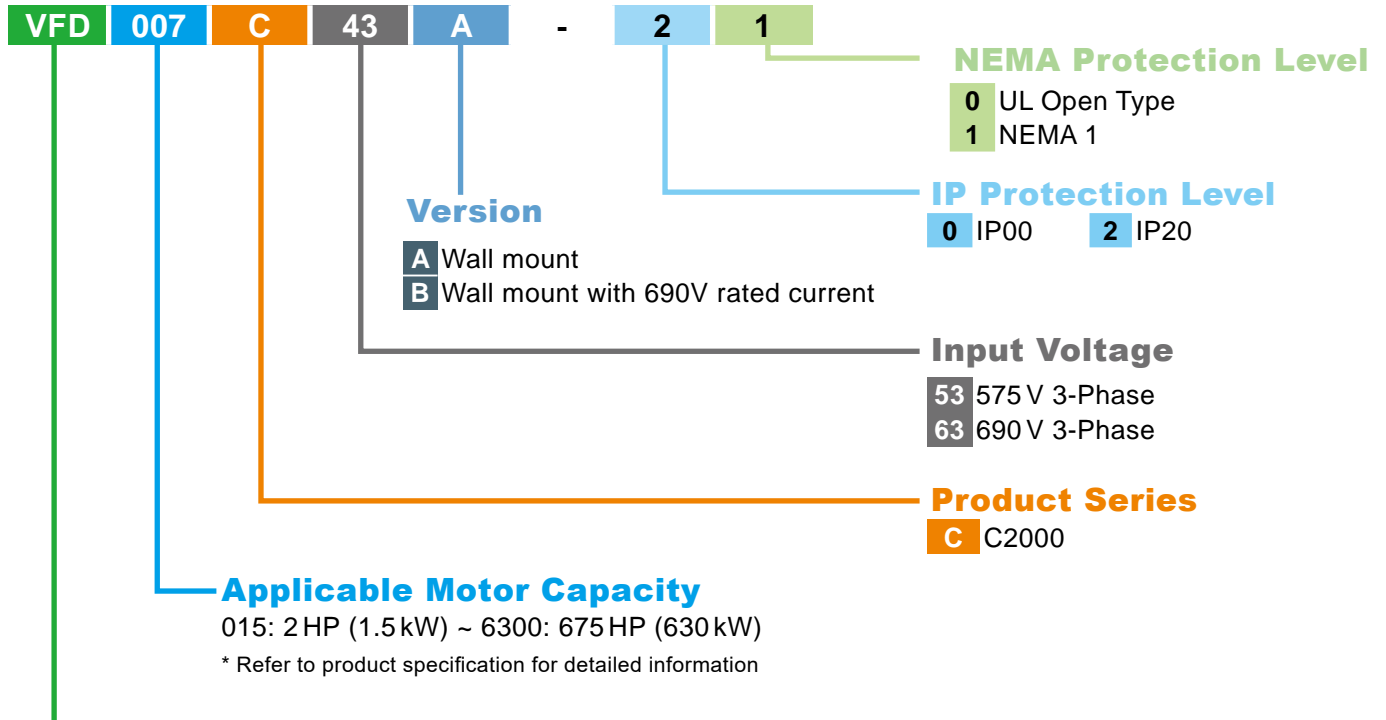 VFD 007 C 43 A - 2 1
NEMA Protection Level
0 UL Open Type
1 NEMA 1
IP Protection Level
0 IP00 2 IP20
Version
A Wall mount
B Wall mount with 690V rated current
Input Voltage
53 575 V 3-Phase
63 690 V 3-Phase
Product Series
C C2000
Applicable Motor Capacity
015: 2 HP (1.5 kW) ~ 6300: 675 HP (630 kW)
* Refer to product specification for detailed information